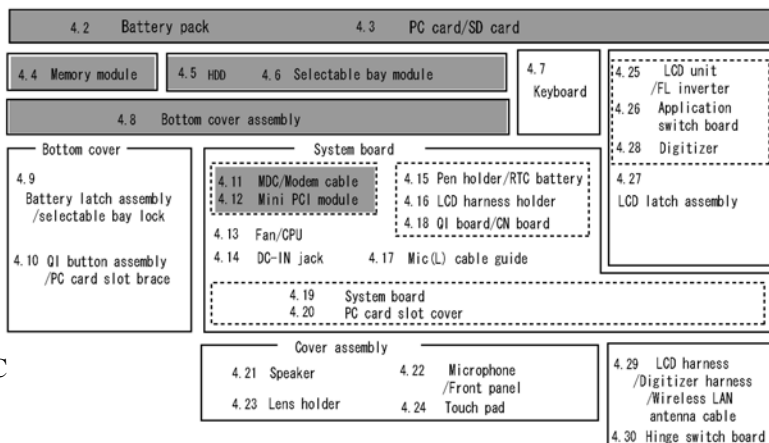 4.2 Battery pack 4.3 PC card/SD card
4.4 Memory module
4.5 HDD 4.6 Selectable bay module
4.7
Keyboard
4.8 Bottom cover assembly
4.25 LCD unit
/FL inverter
4.26 Application
switch board
4.28 Digitizer
4.27
LCD latch assembly
Bottom cover
4.9
Battery latch assembly
/selectable bay lock
4.10 QI button assembly
/PC card slot brace
System board
4.11 MDC/Modem cable
4.12 Mini PCI module
4.15 Pen holder/RTC battery
4.16 LCD harness holder
4.18 QI board/CN board
4.13 Fan/CPU
4.14 DC-IN jack 4.17 Mic(L) cable guide
4.19 System board
4.20 PC card slot cover
C
Cover assembly
4.21 Speaker
4.22 Microphone
/Front panel
4.23 Lens holder
4.24 Touch pad
4.29 LCD harness
/Digitizer harness
/Wireless LAN
antenna cable
4.30 Hinge switch board